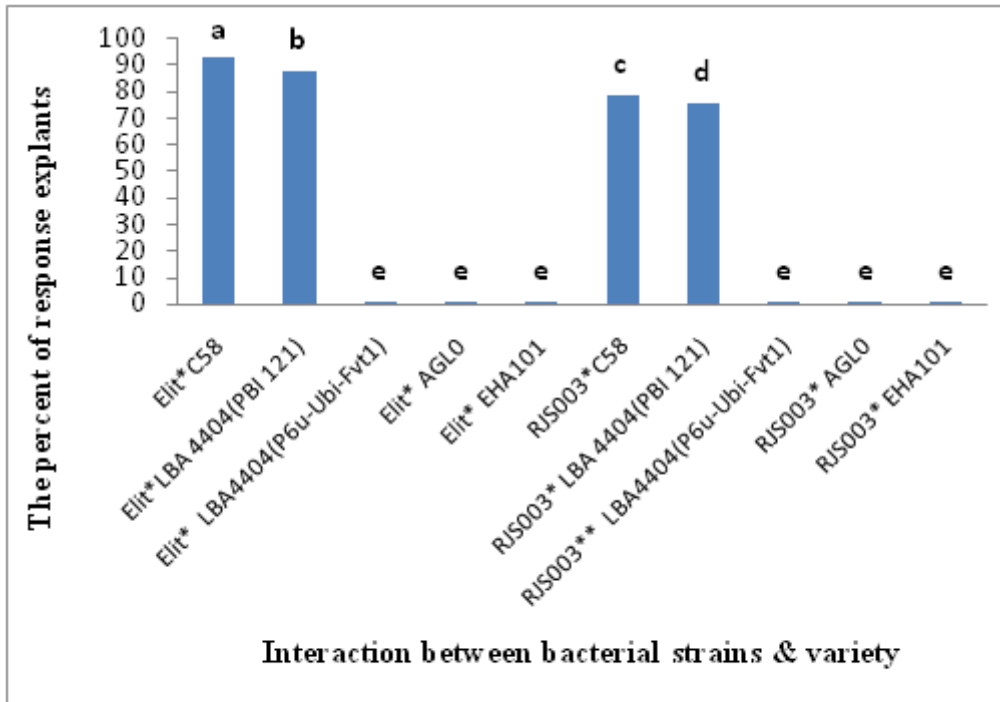 The percent of response explants
100
90
80
70
60
50
40
30
20
10
0
a
b
e
e
e
c
d
e
e
e
Elit*C58
Elit*LBA 4404(PBI 121)
Elit* LBA4404(P6u-Ubi-Fvt1)
Elit* AGL0
Elit* EHA101
RJS003*C58
RJS003* LBA 4404(PBI 121)
RJS003** LBA4404(P6u-Ubi-Fvt1)
RJS003* AGL0
RJS003* EHA101
Interaction between bacterial strains & variety